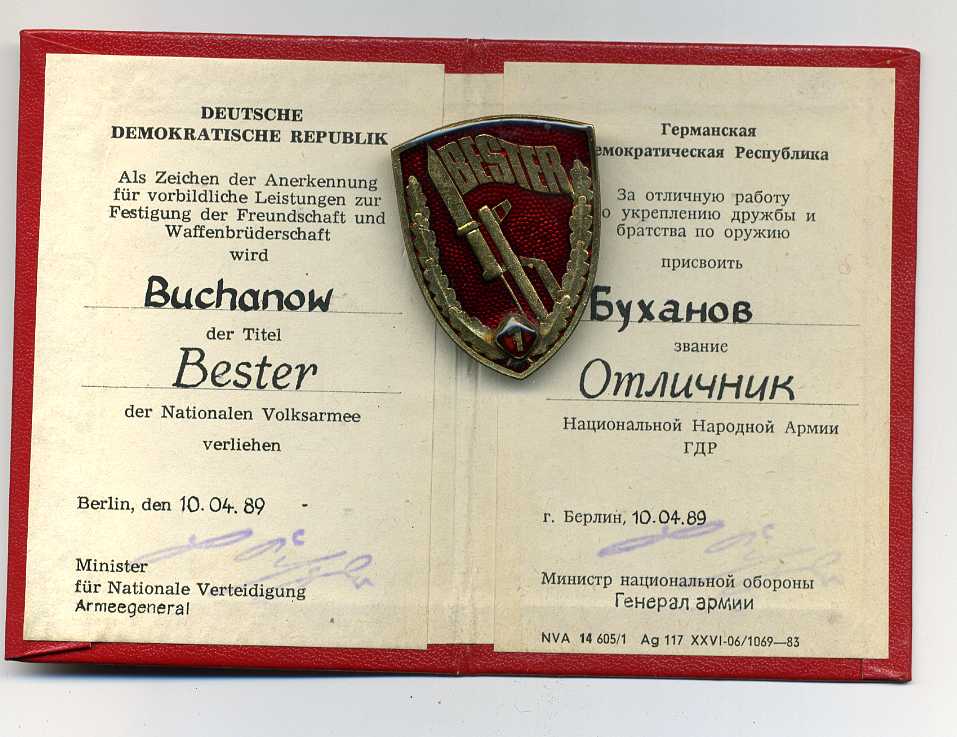 DEUTSCHE
DEMOKRATISCHE REPUBLIK
Als Zeichen der Anerkennung
für vorbildliche Leistungen zur
Festigung der Freundschaft und
Waffenbrüderschaft
wird
Buchanow
der Titel
Bester
der Nationalen Volksarmee
verliehen
Berlin, den 10.04.89
Minister
für Nationale Verteidigung
Armeegeneral
BESTER
1
Германская
емократическая Республика
За отличную работу
о укреплению дружбы и
братства по оружию
присвоить
Буханов
звание
Отличник
Национальной Народной Армии
ГДР
г. Берлин, 10.04.89
Министр национальной обороны
Генерал армии
NVA 14 605/1 Ag 117 XXVI-06/1069—83